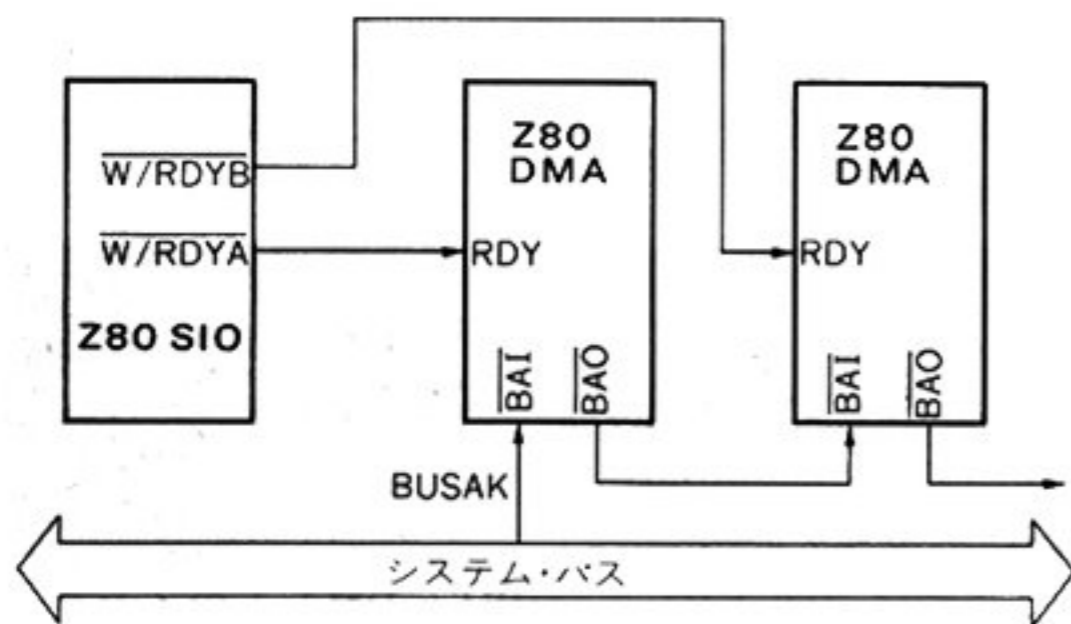 W/RDYB
W/RDYA
Z80 SIO
Z80
DMA
RDY
BAI
BAO
Z80
DMA
RDY
BAI
BAO
BUSAK
システム・バス